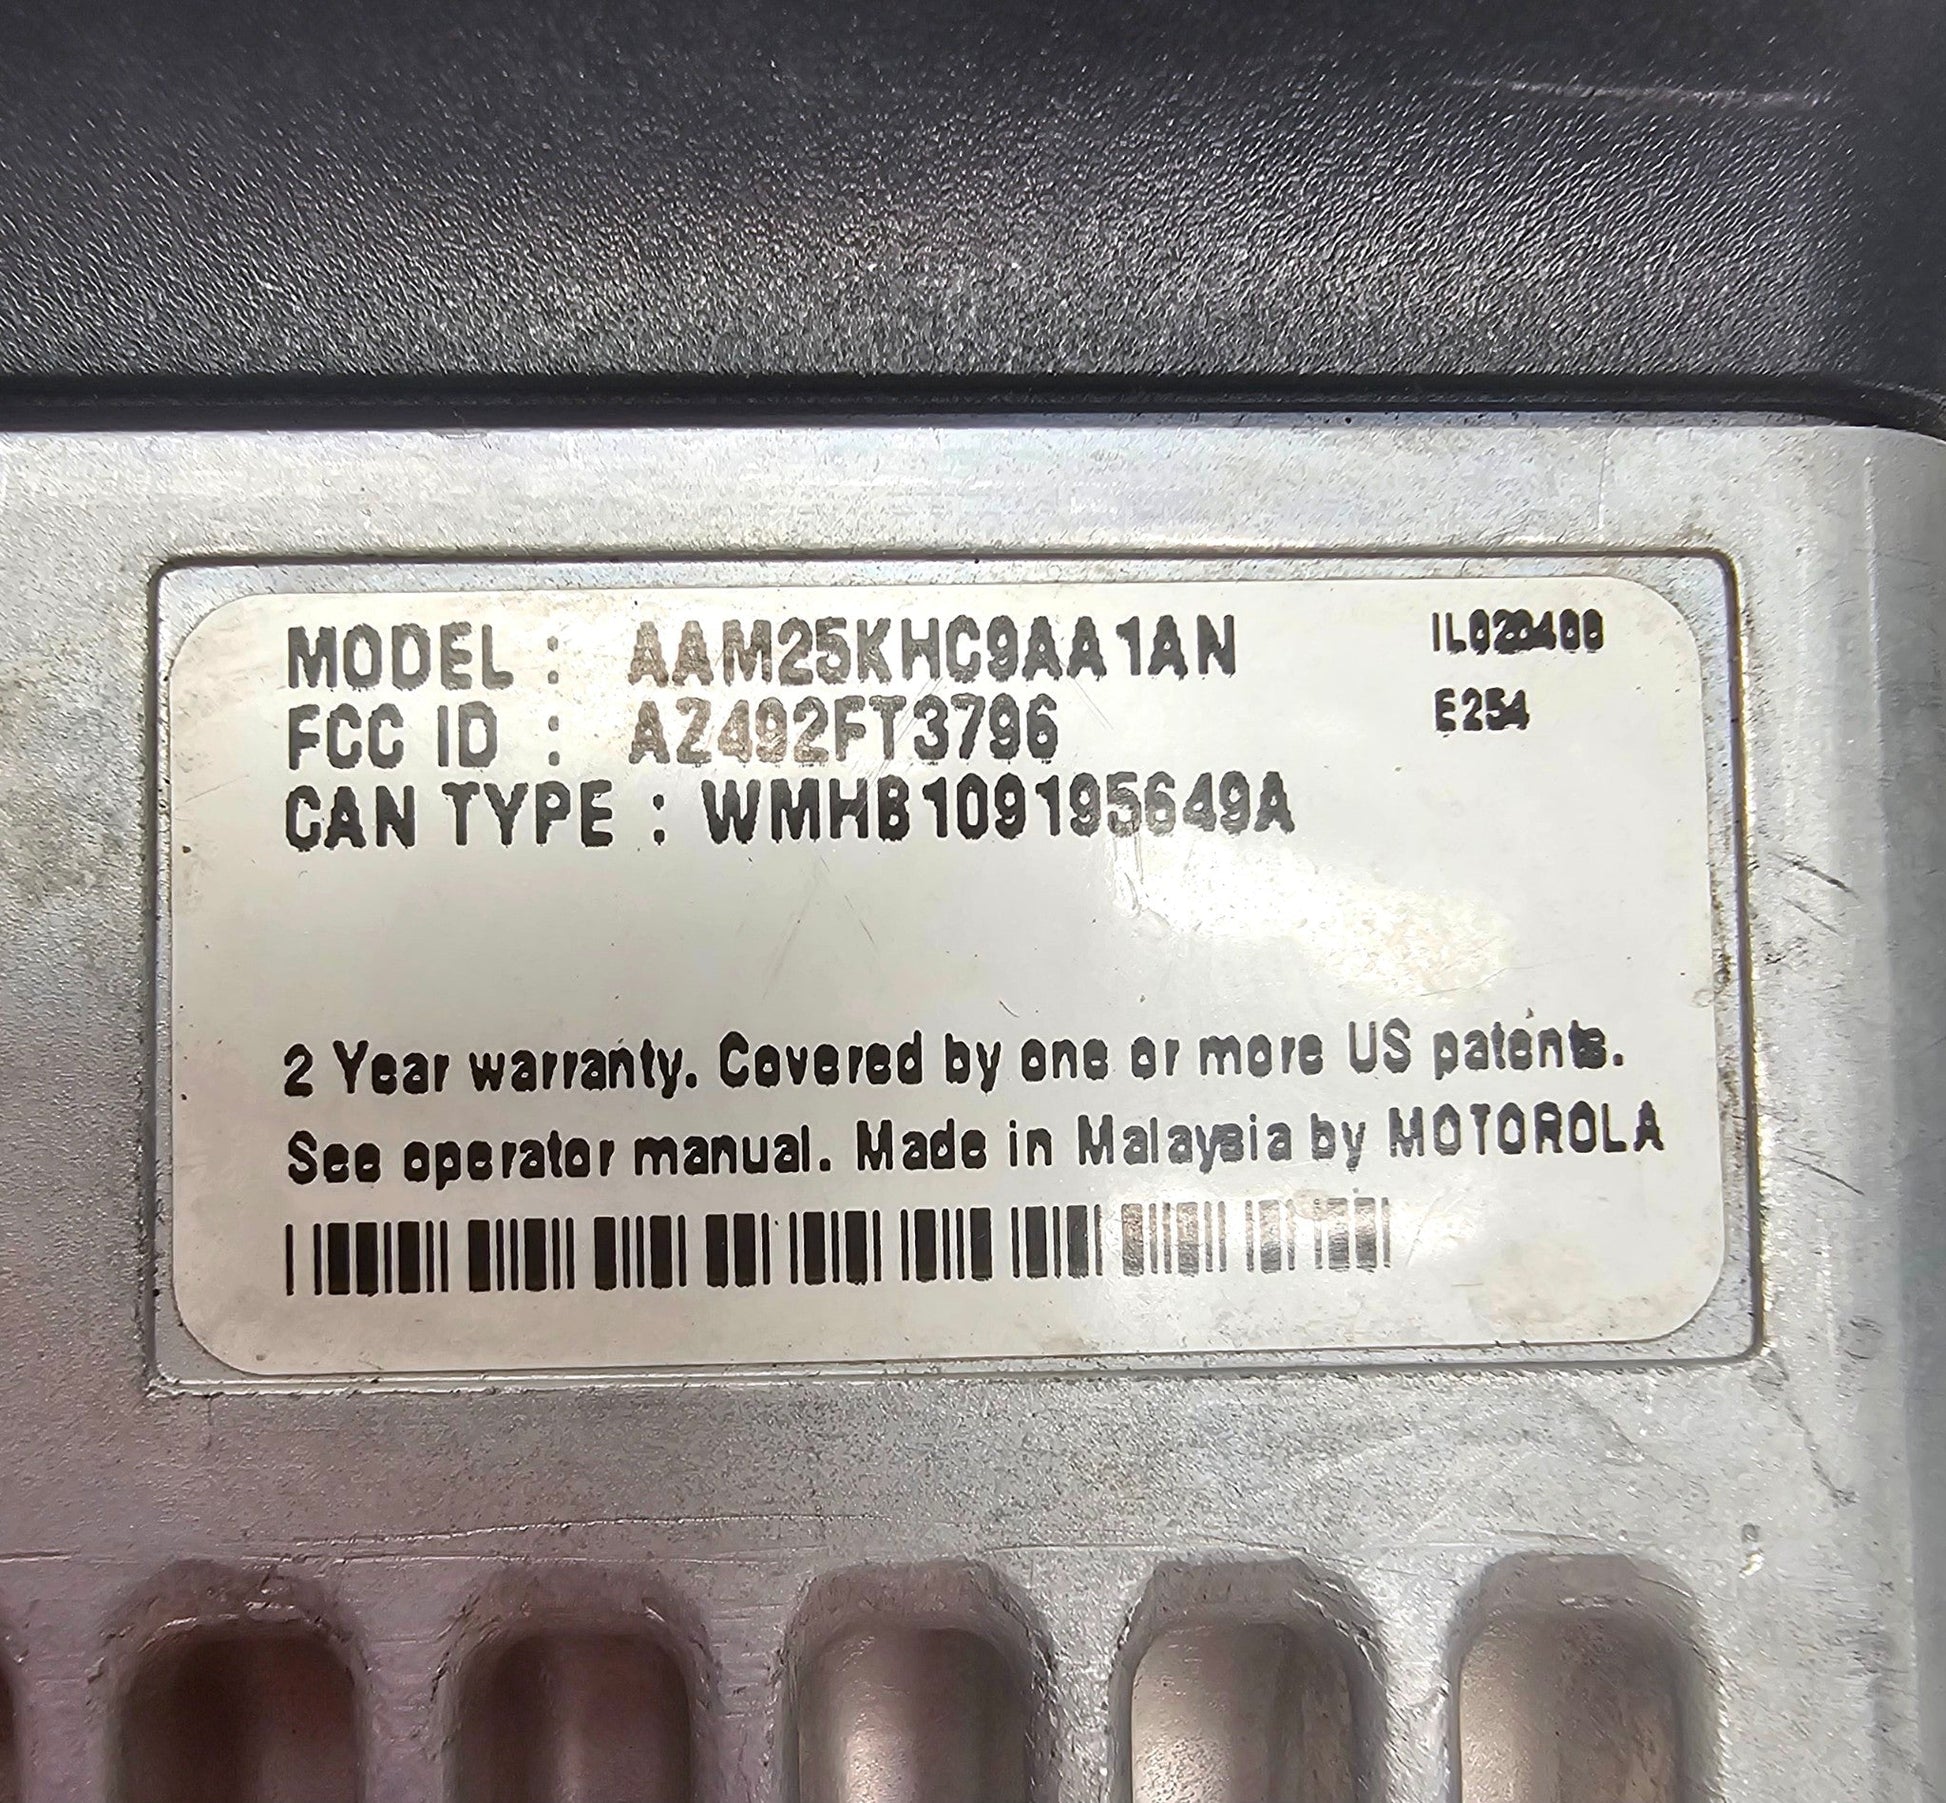 MODEL : AAM25KHC9AA1AN
FCC ID : AZ492FT3796
CAN TYPE : WMHB109195649A
IL020400
E254
2 Year warranty. Covered by one or more US patents.
See operator manual. Made in Malaysia by MOTOROLA